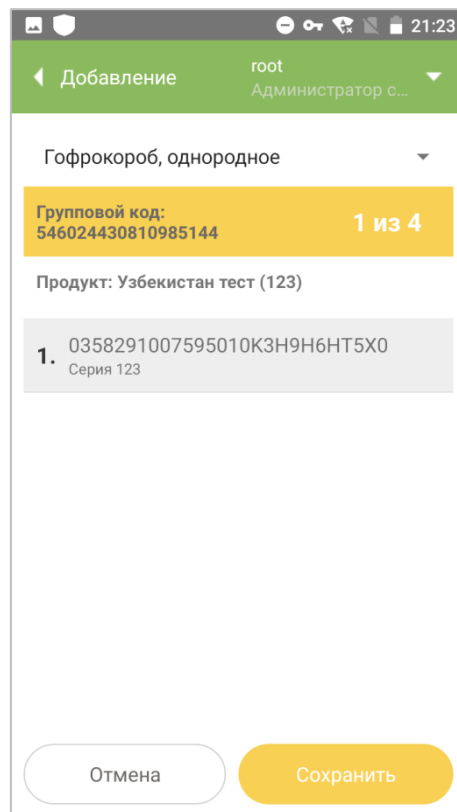 21:23
Добавление
root
Администратор с...
Гофрокороб, однородное
Групповой код:
546024430810985144
1 из 4
Продукт: Узбекистан тест (123)
1.
0358291007595010K3H9H6HT5X0
Серия 123
Отмена
Сохранить